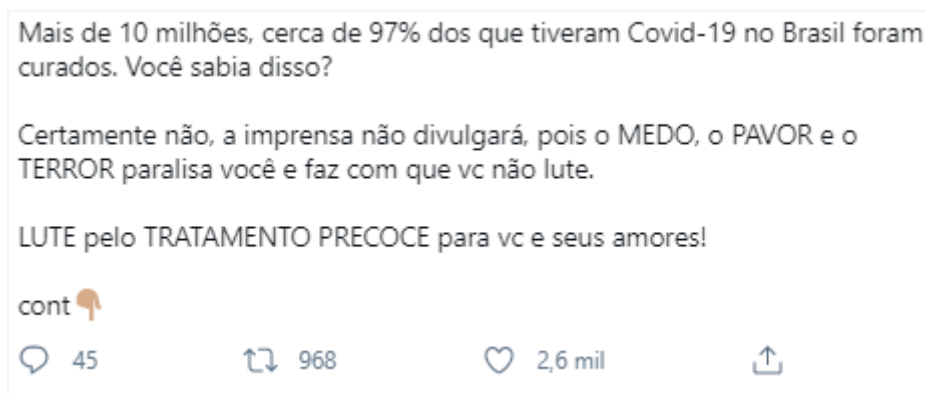 Mais de 10 milhões, cerca de 97% dos que tiveram Covid-19 no Brasil foram
curados. Você sabia disso?
Certamente não, a imprensa não divulgará, pois o MEDO, o PAVOR e o
TERROR paralisa você e faz com que vc não lute.
LUTE pelo TRATAMENTO PRECOCE para vc e seus amores!
cont👇🏽
45 968 2,6 mil